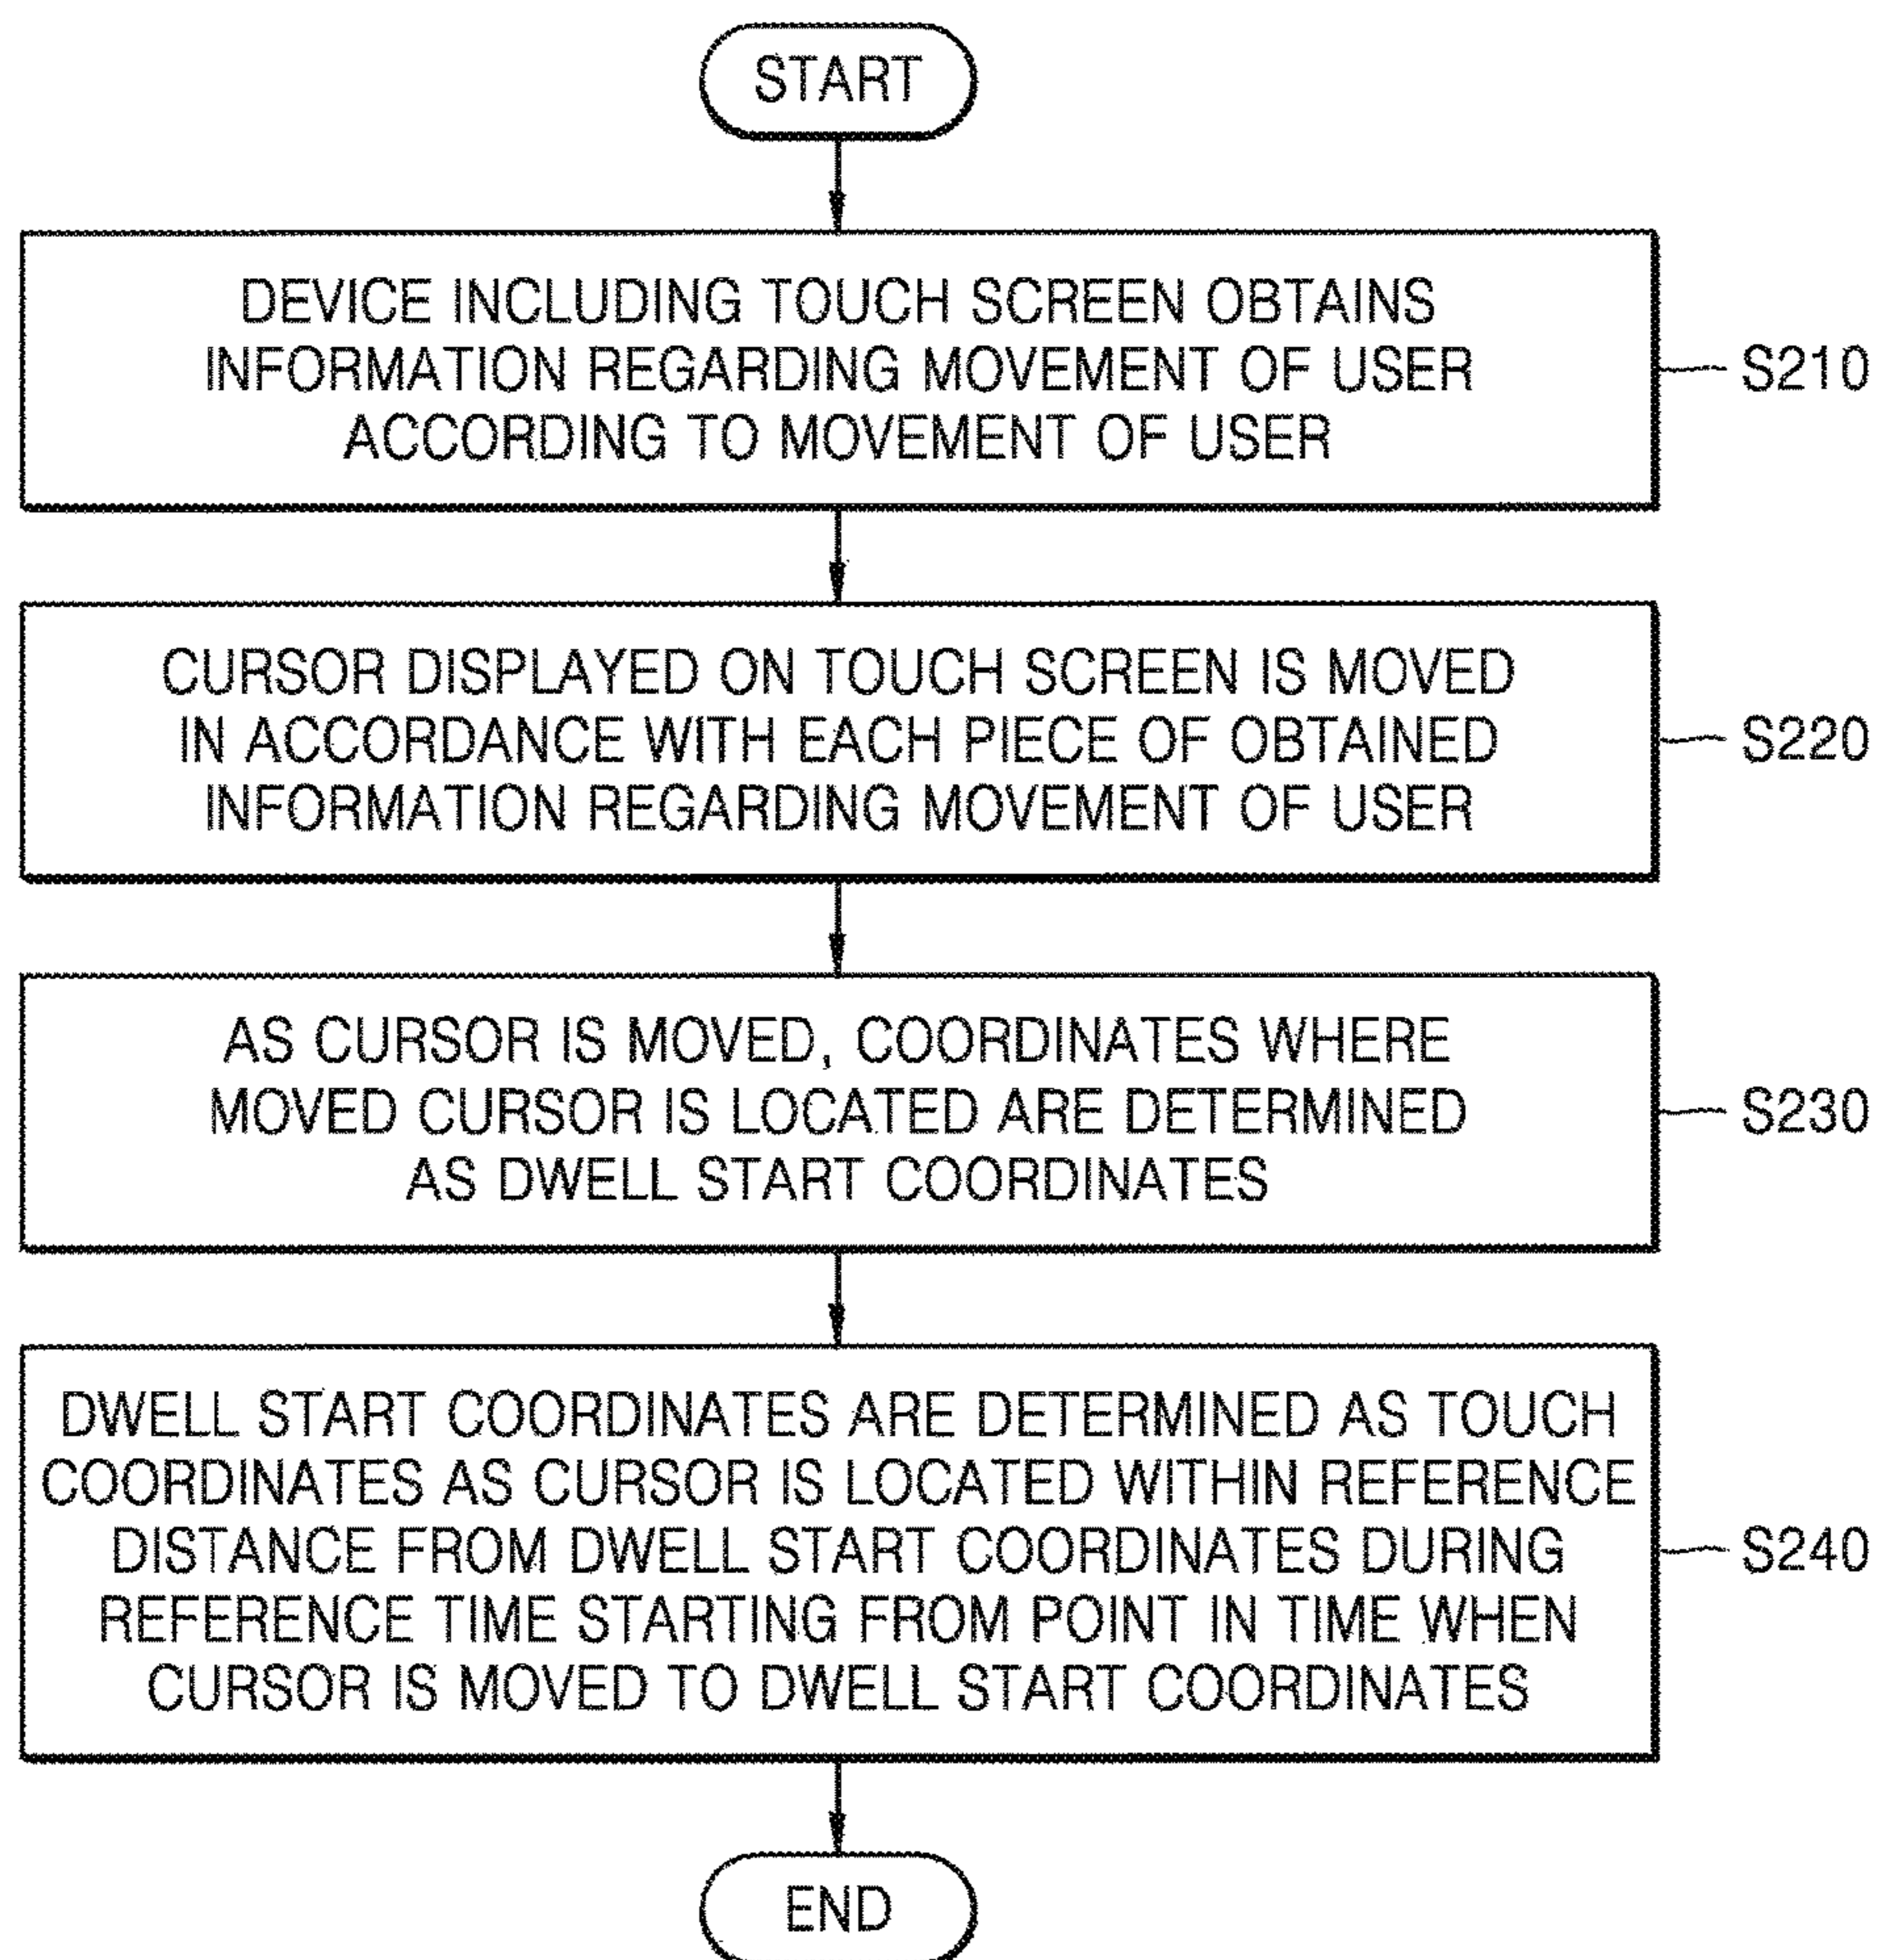 START
DEVICE INCLUDING TOUCH SCREEN OBTAINS
INFORMATION REGARDING MOVEMENT OF USER
ACCORDING TO MOVEMENT OF USER
S210
CURSOR DISPLAYED ON TOUCH SCREEN IS MOVED
IN ACCORDANCE WITH EACH PIECE OF OBTAINED
INFORMATION REGARDING MOVEMENT OF USER
S220
AS CURSOR IS MOVED, COORDINATES WHERE
MOVED CURSOR IS LOCATED ARE DETERMINED
AS DWELL START COORDINATES
S230
DWELL START COORDINATES ARE DETERMINED AS TOUCH
COORDINATES AS CURSOR IS LOCATED WITHIN REFERENCE
DISTANCE FROM DWELL START COORDINATES DURING
REFERENCE TIME STARTING FROM POINT IN TIME WHEN
CURSOR IS MOVED TO DWELL START COORDINATES
S240
END